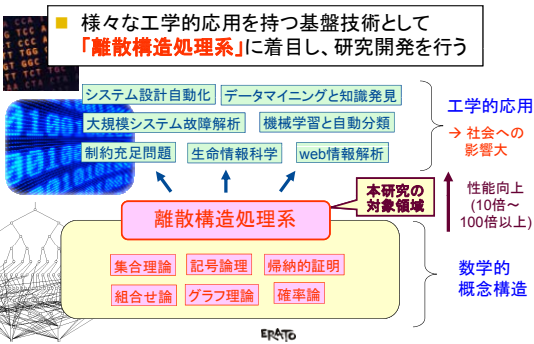 様々な工学的応用を持つ基盤技術として
「離散構造処理系」に着目し、研究開発を行う
システム設計自動化
データマイニングと知識発見
大規模システム故障解析
機械学習と自動分類
制約充足問題
生命情報科学
web情報解析
工学的応用
→ 社会への
影響大
本研究の
対象領域
性能向上
(10倍～
100倍以上)
離散構造処理系
集合理論
記号論理
帰納的証明
組合せ論
グラフ理論
確率論
数学的
概念構造
ERATO